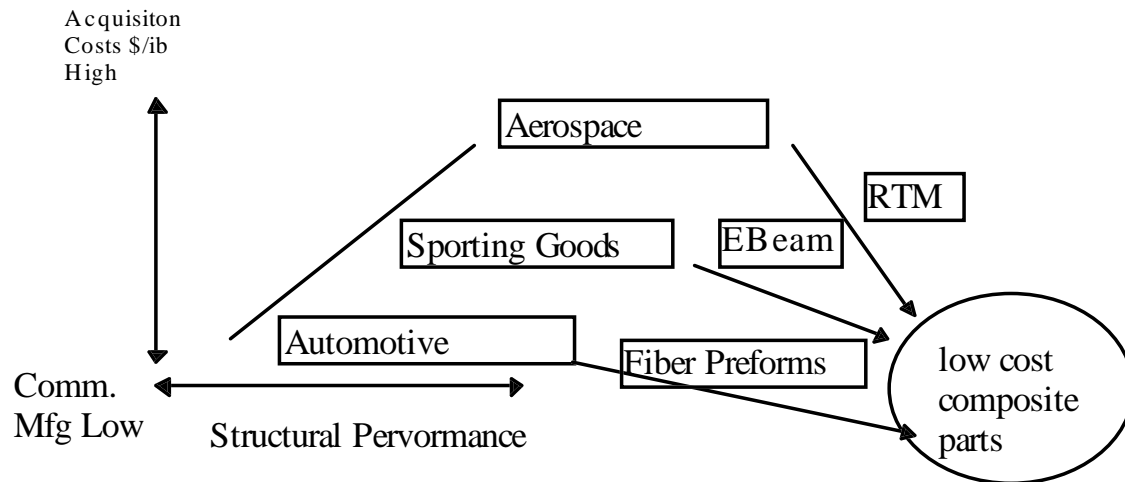 Acquisiton
Costs $/ib
High
Aerospace
RTM
Sporting Goods
EBeam
Automotive
Fiber Preforms
low cost
composite
parts
Comm.
Mfg Low
Structural Pervormance